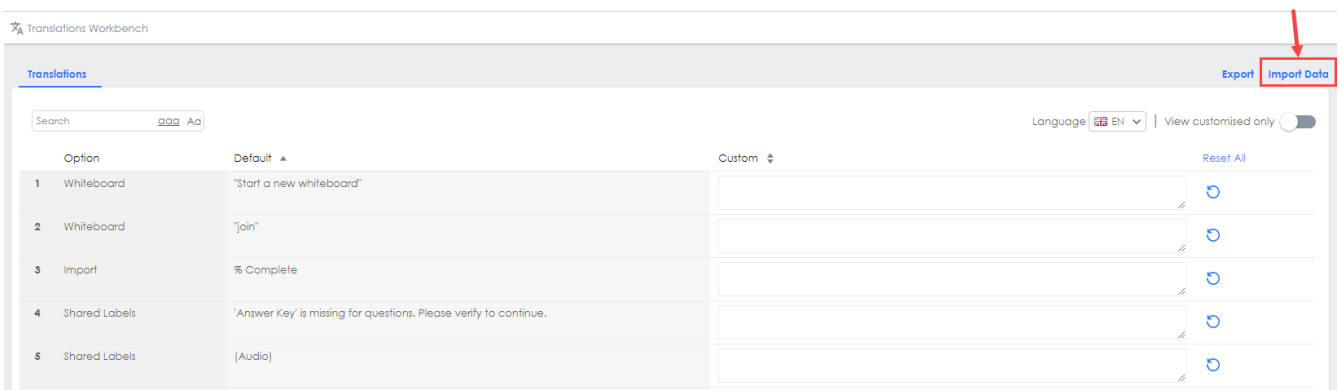 Translations Workbench
Translations Export Import Data
Search aaa Aa Language EN View customised only
Option Default Custom Reset All
1 Whiteboard "Start a new whiteboard"
2 Whiteboard "join"
3 Import % Complete
4 Shared Labels 'Answer Key' is missing for questions. Please verify to continue.
5 Shared Labels (Audio)